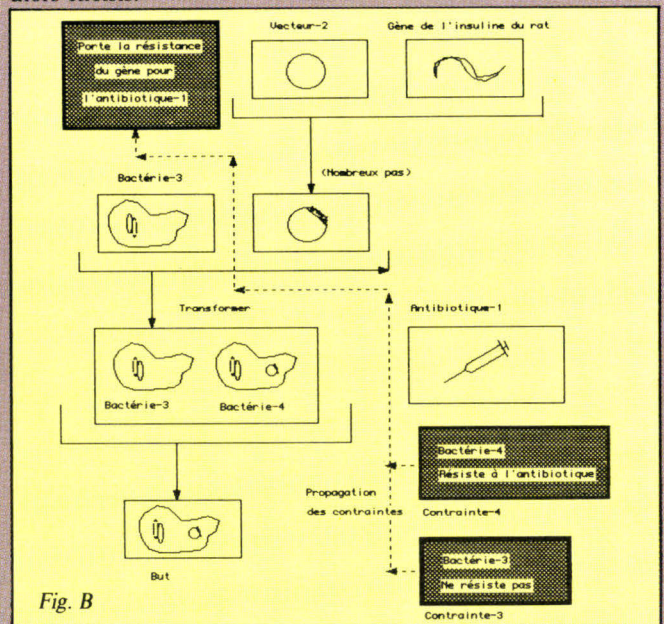 Porte la résistance
du gène pour
l'antibiotique-1
Vecteur-2
Gène de l'insuline du rat
(Nombreux pas)
Bactérie-3
Transformer
Antibiotique-1
Bactérie-3
Bactérie-4
Bactérie-4
Résiste à l'antibiotique
Propagation
des contraintes
Contrainte-4
Bactérie-3
Ne résiste pas
Contrainte-3
But
Fig. B